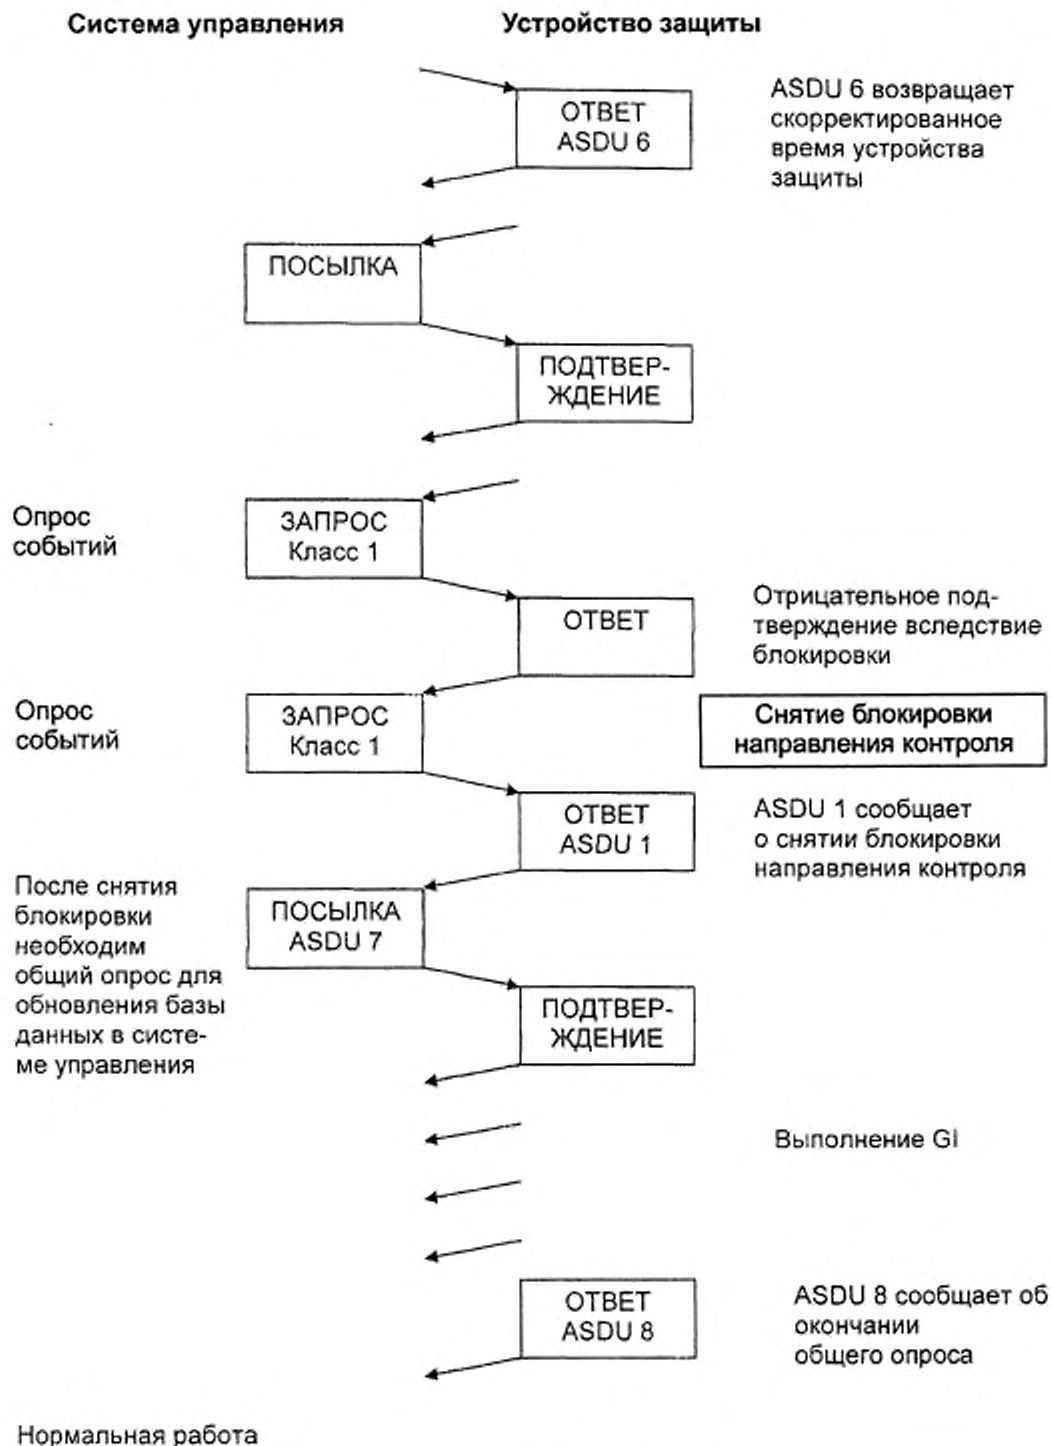 Система управления
Устройство защиты
ОТВЕТ
ASDU 6
ASDU 6 возвращает
скорректированное
время устройства
защиты
ПОСЫЛКА
ПОДТВЕР-
ЖДЕНИЕ
Опрос
событий
ЗАПРОС
Класс 1
ОТВЕТ
Отрицательное под-
тверждение вследствие
блокировки
Опрос
событий
ЗАПРОС
Класс 1
Снятие блокировки
направления контроля
ОТВЕТ
ASDU 1
ASDU 1 сообщает
о снятии блокировки
направления контроля
После снятия
блокировки
необходим
общий опрос для
обновления базы
данных в систе-
ме управления
ПОСЫЛКА
ASDU 7
ПОДТВЕР-
ЖДЕНИЕ
Выполнение GI
ОТВЕТ
ASDU 8
ASDU 8 сообщает об
окончании
общего опроса
Нормальная работа